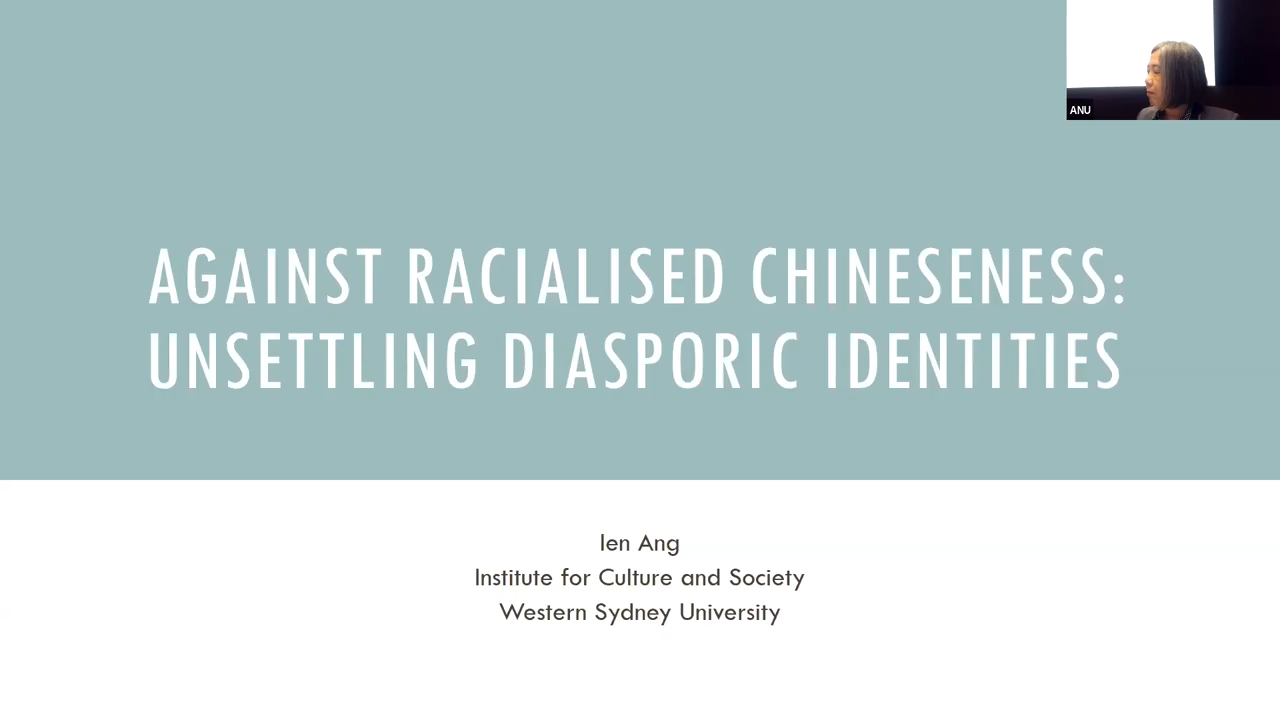 ANU
AGAINST RACIALISED CHINESENESS:
UNSETTLING DIASPORIC IDENTITIES
Ien Ang
Institute for Culture and Society
Western Sydney University